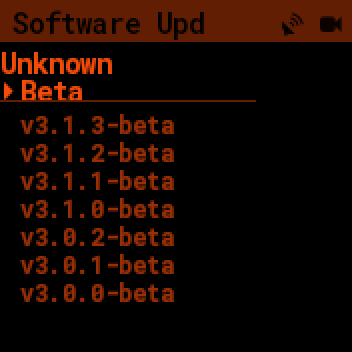 Software Upd
Unknown
Beta
v3.1.3-beta
v3.1.2-beta
v3.1.1-beta
v3.1.0-beta
v3.0.2-beta
v3.0.1-beta
v3.0.0-beta